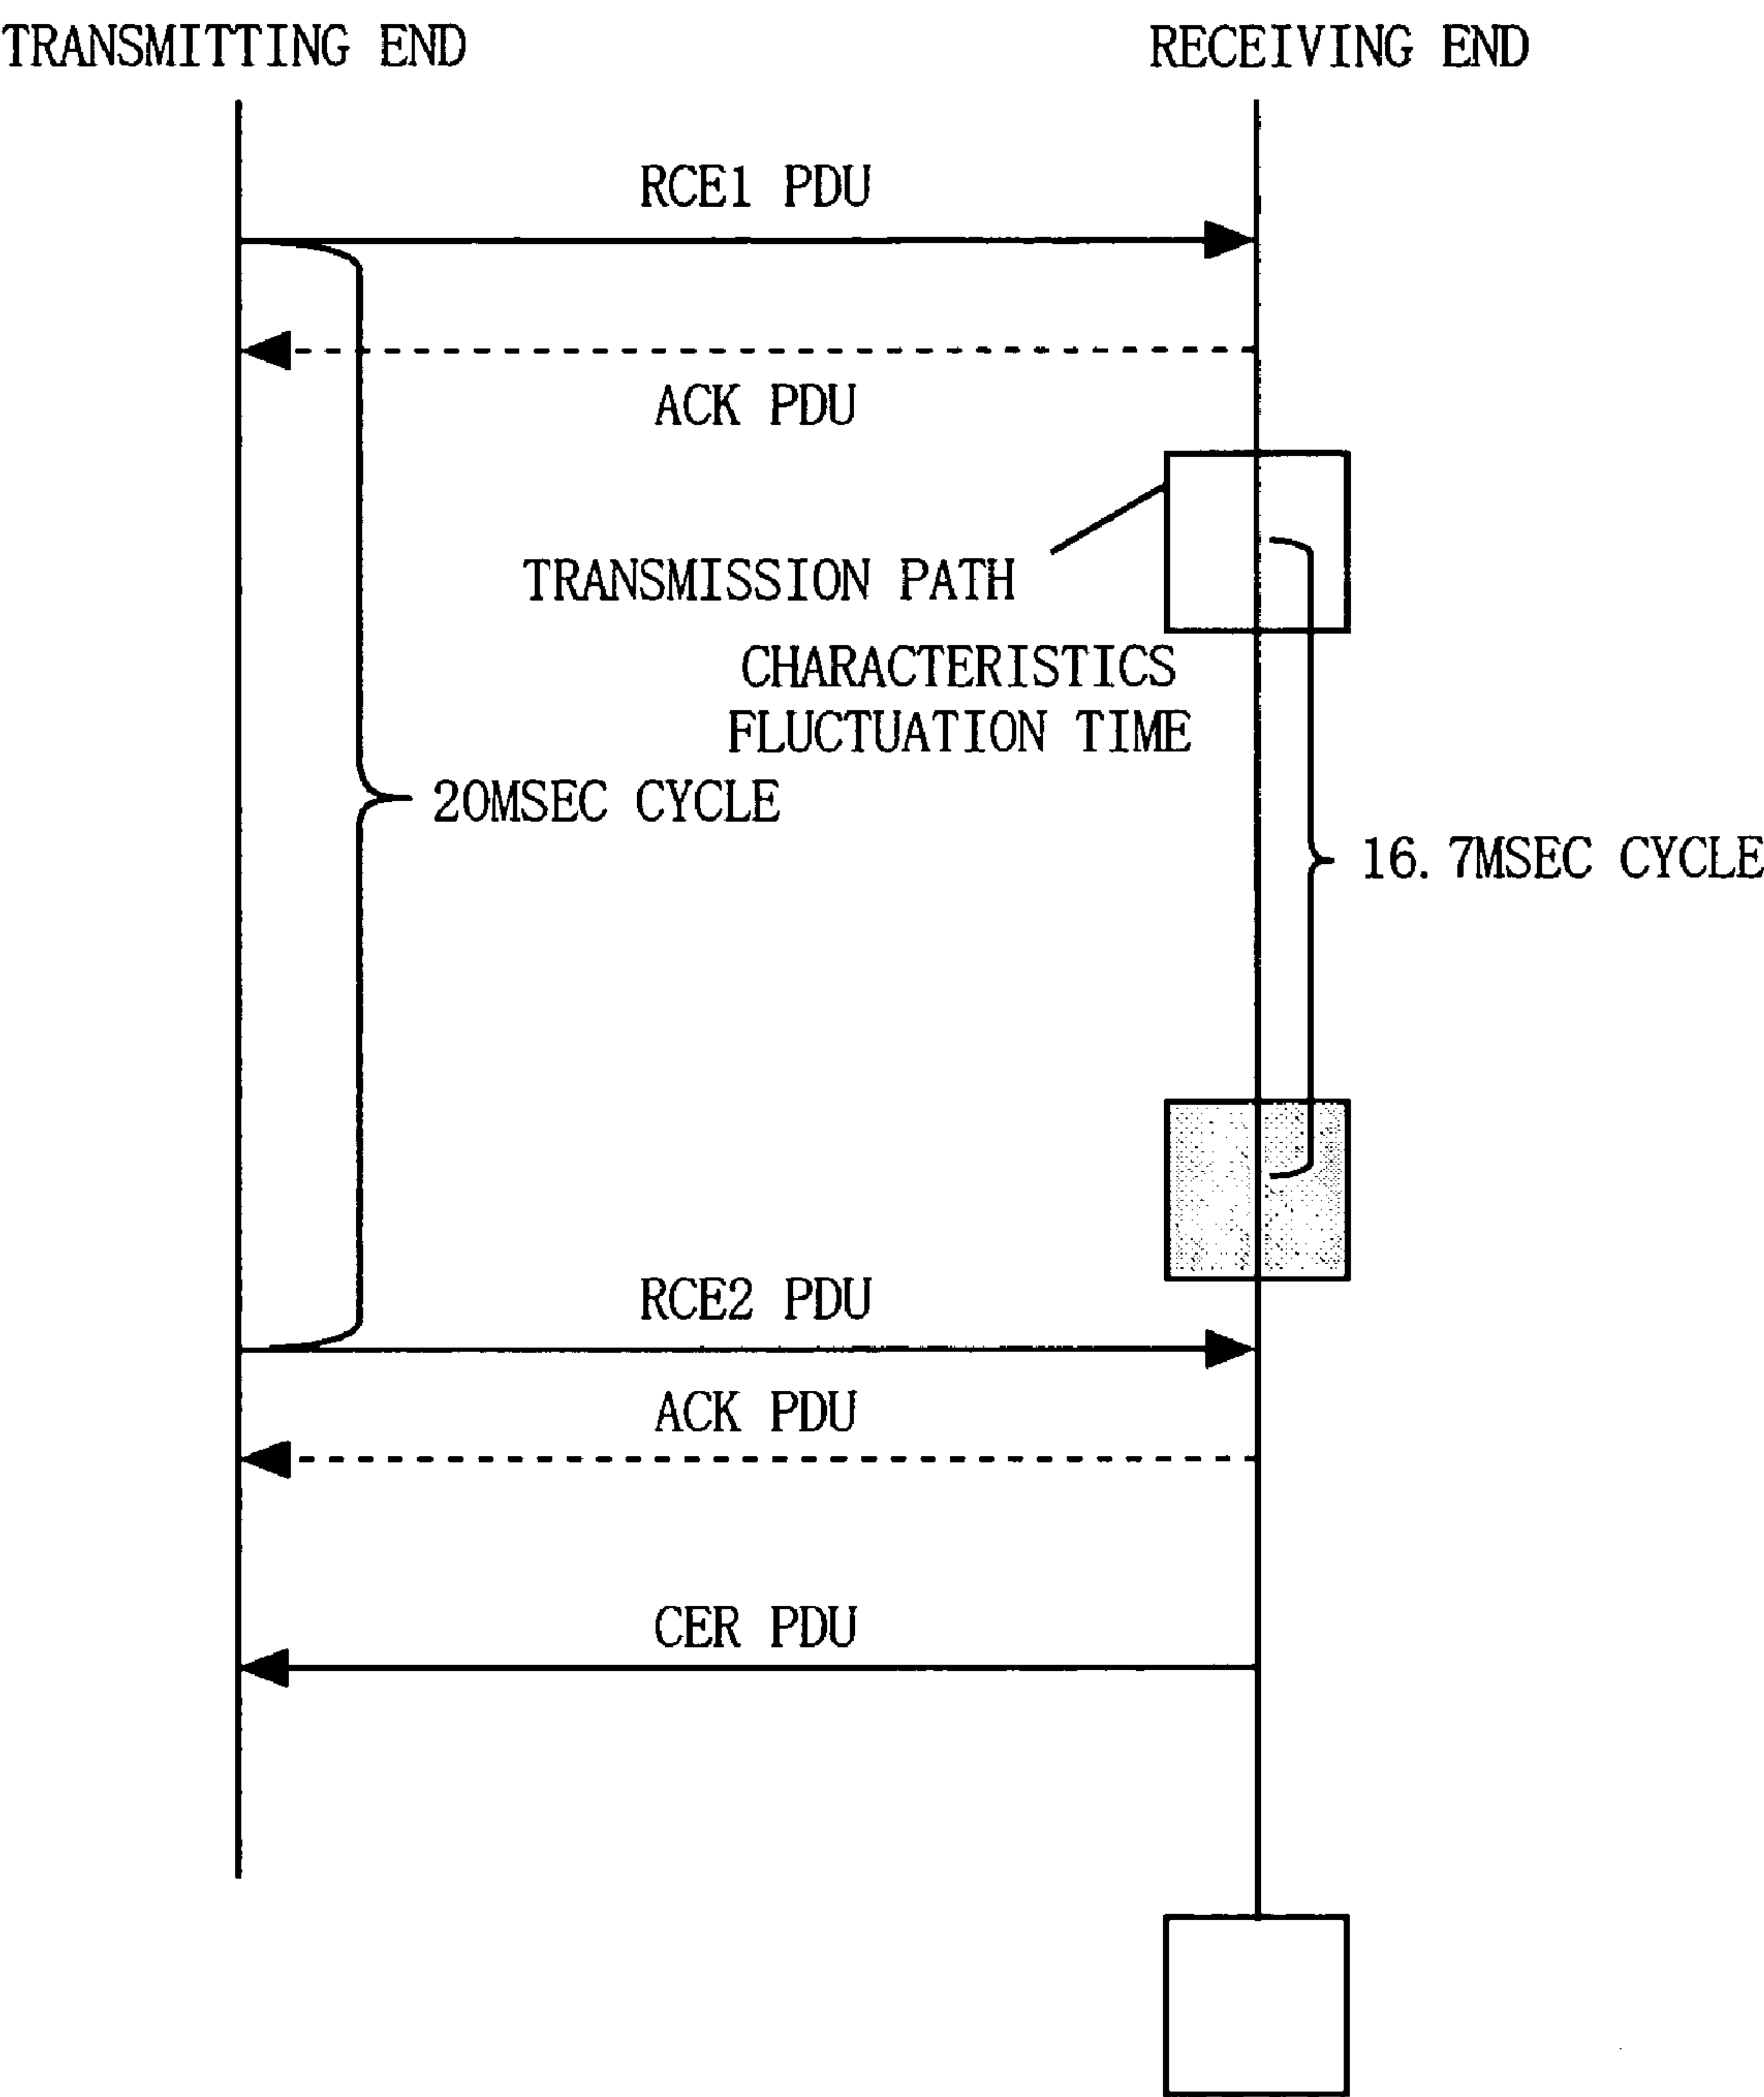 TRANSMITTING END
RECEIVING END
RCE1 PDU
ACK PDU
TRANSMISSION PATH
CHARACTERISTICS
FLUCTUATION TIME
20MSEC CYCLE
16.7MSEC CYCLE
RCE2 PDU
ACK PDU
CER PDU